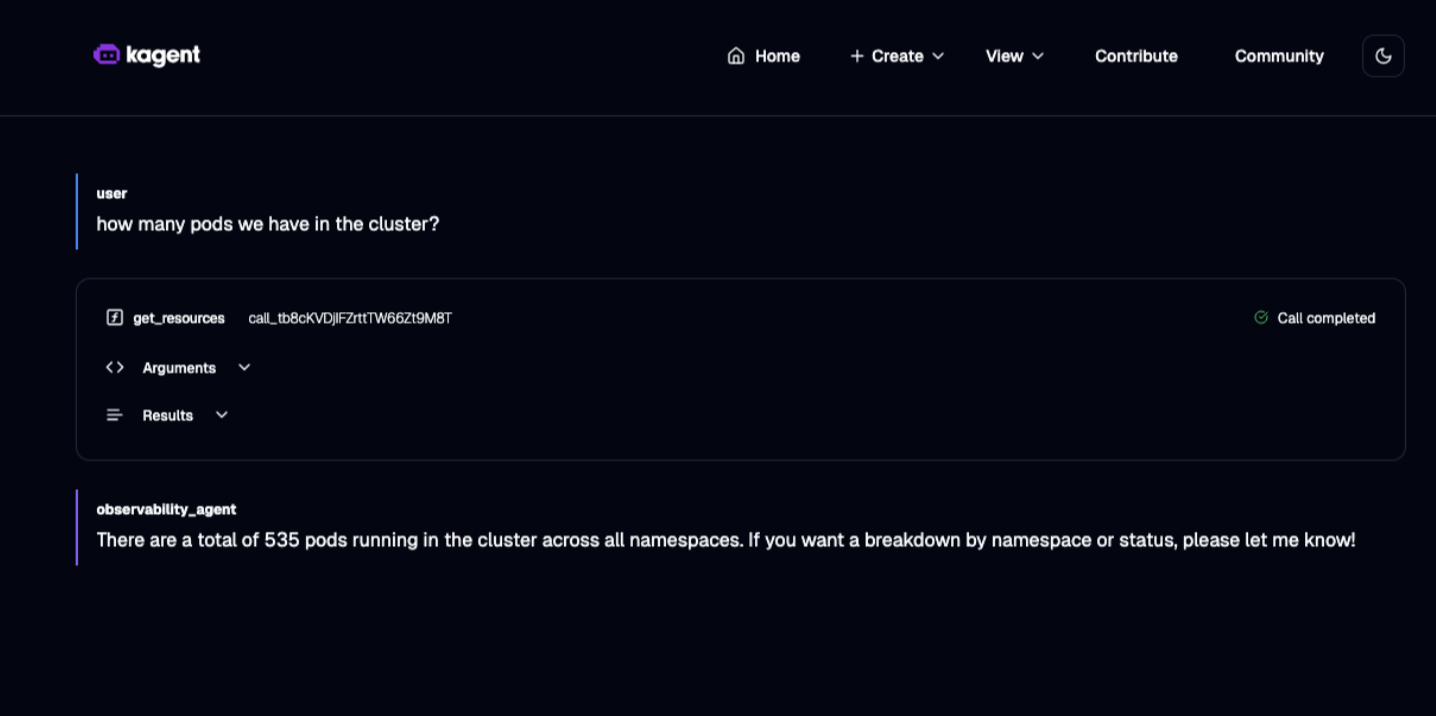 kagent
Home
Create
View
Contribute
Community
user
how many pods we have in the cluster?
get_resources call_tb8cKVDjIFZrttTW66Zt9M8T
Call completed
Arguments
Results
observability_agent
There are a total of 535 pods running in the cluster across all namespaces. If you want a breakdown by namespace or status, please let me know!